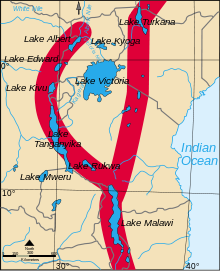 White Nile
Lake Turkana
Lake Albert
Lake Kyoga
Lake Edward
0°
Lake Victoria
Lake Kivu
Lake
Tanganyika
Indian
Ocean
Lake Rukwa
Lake Mweru
10°
Lake Malawi
30°
40°